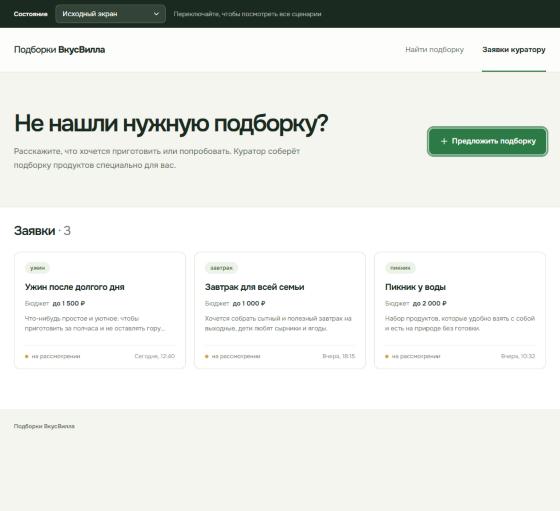 Состояние
Исходный экран
Переключайте, чтобы посмотреть все сценарии
Подборки ВкусВилла
Найти подборку
Заявки куратору
Не нашли нужную подборку?
Расскажите, что хочется приготовить или попробовать. Куратор соберёт
подборку продуктов специально для вас.
+ Предложить подборку
Заявки · 3
ужин
Ужин после долгого дня
Бюджет до 1 500 ₽
Что-нибудь простое и уютное, чтобы
приготовить за полчаса и не оставлять гору...
на рассмотрении
Сегодня, 12:40
завтрак
Завтрак для всей семьи
Бюджет до 1 000 ₽
Хочется собрать сытный и полезный завтрак на
выходные, дети любят сырники и ягоды.
на рассмотрении
Вчера, 18:15
пикник
Пикник у воды
Бюджет до 2 000 ₽
Набор продуктов, которые удобно взять с собой
и есть на природе без готовки.
на рассмотрении
Вчера, 10:32
Подборки ВкусВилла